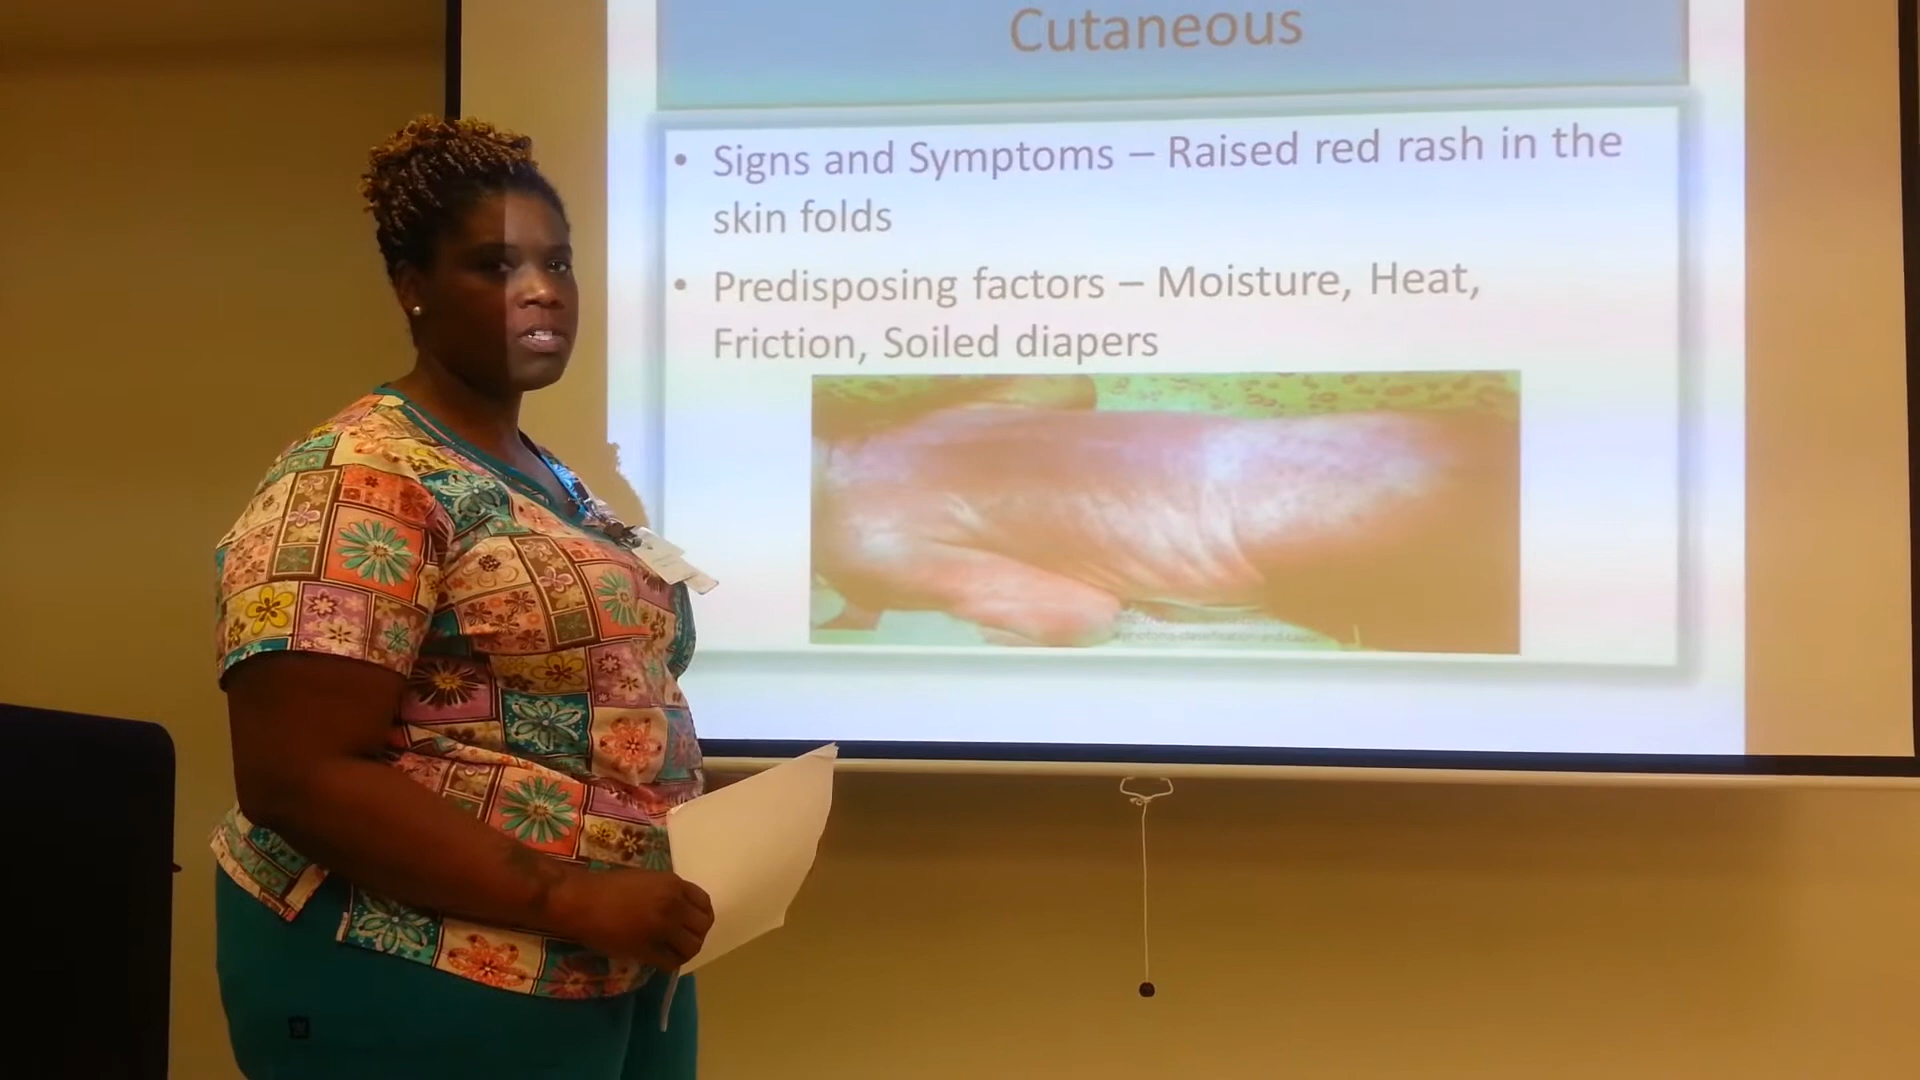 Cutaneous
• Signs and Symptoms – Raised red rash in the
skin folds
• Predisposing factors – Moisture, Heat,
Friction, Soiled diapers